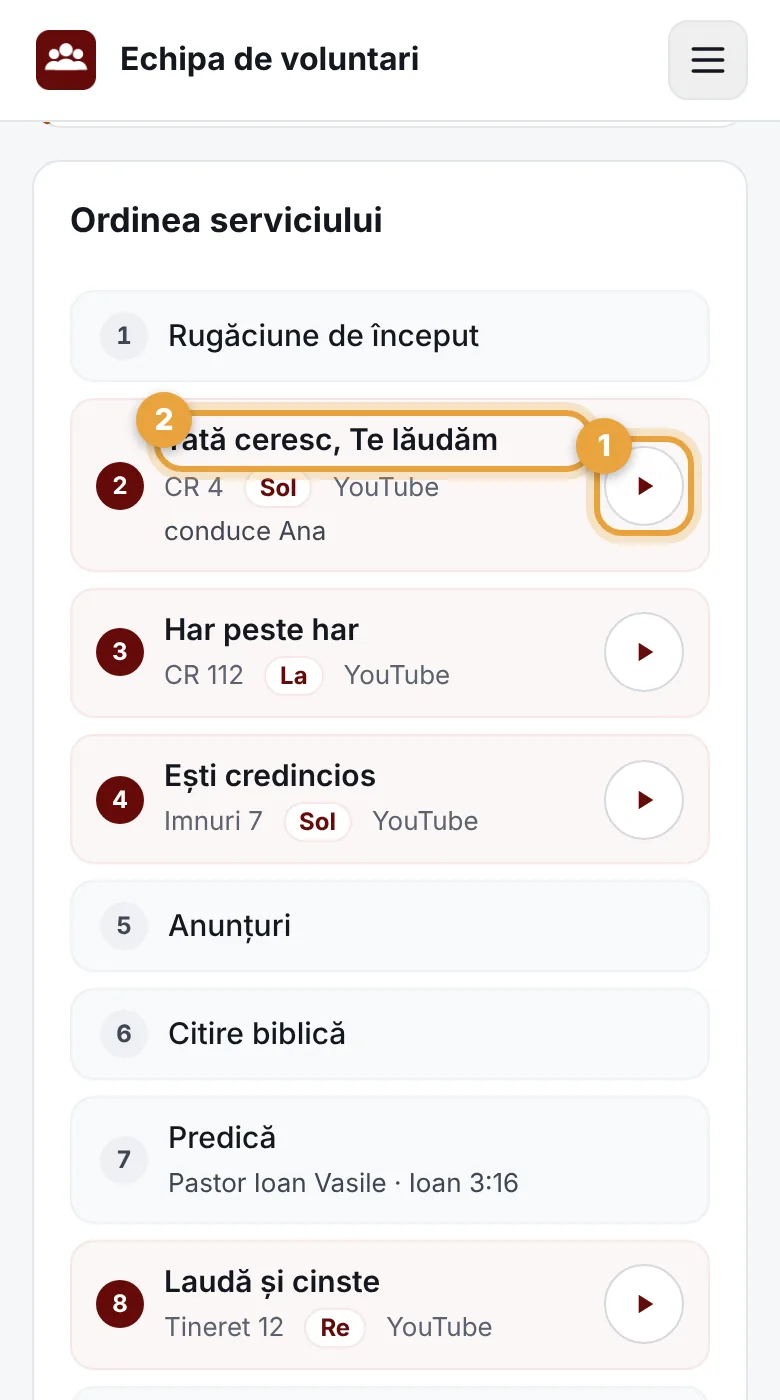 Echipa de voluntari
Ordinea serviciului
1 Rugăciune de început
2
1
2 Tată ceresc, Te lăudăm
CR 4 Sol YouTube
conduce Ana
3 Har peste har
CR 112 La YouTube
4 Ești credincios
Imnuri 7 Sol YouTube
5 Anunțuri
6 Citire biblică
7 Predică
Pastor Ioan Vasile · Ioan 3:16
8 Laudă și cinste
Tineret 12 Re YouTube